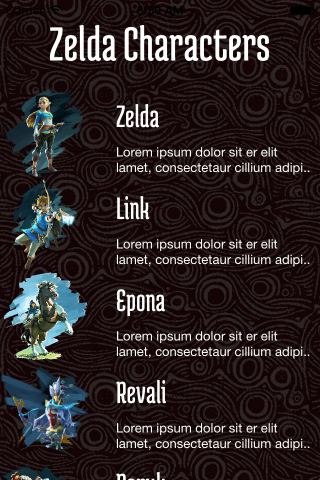 Zelda Characters
Zelda
Lorem ipsum dolor sit er elit
lamet, consectetaur cillium adipi..
Link
Lorem ipsum dolor sit er elit
lamet, consectetaur cillium adipi..
Epona
Lorem ipsum dolor sit er elit
lamet, consectetaur cillium adipi..
Revali
Lorem ipsum dolor sit er elit
lamet, consectetaur cillium adipi..